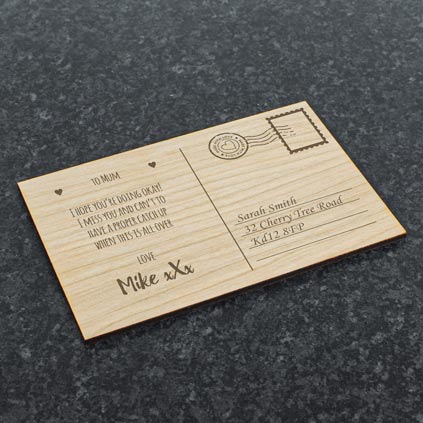 TO MUM
I HOPE YOU'RE DOING OKAY!
I MISS YOU AND CAN'T TO
HAVE A PROPER CATCH UP
WHEN THIS IS ALL OVER
LOVE
Mike xXx
Sarah Smith
32 Cherry Tree Road
Kd12 8FP